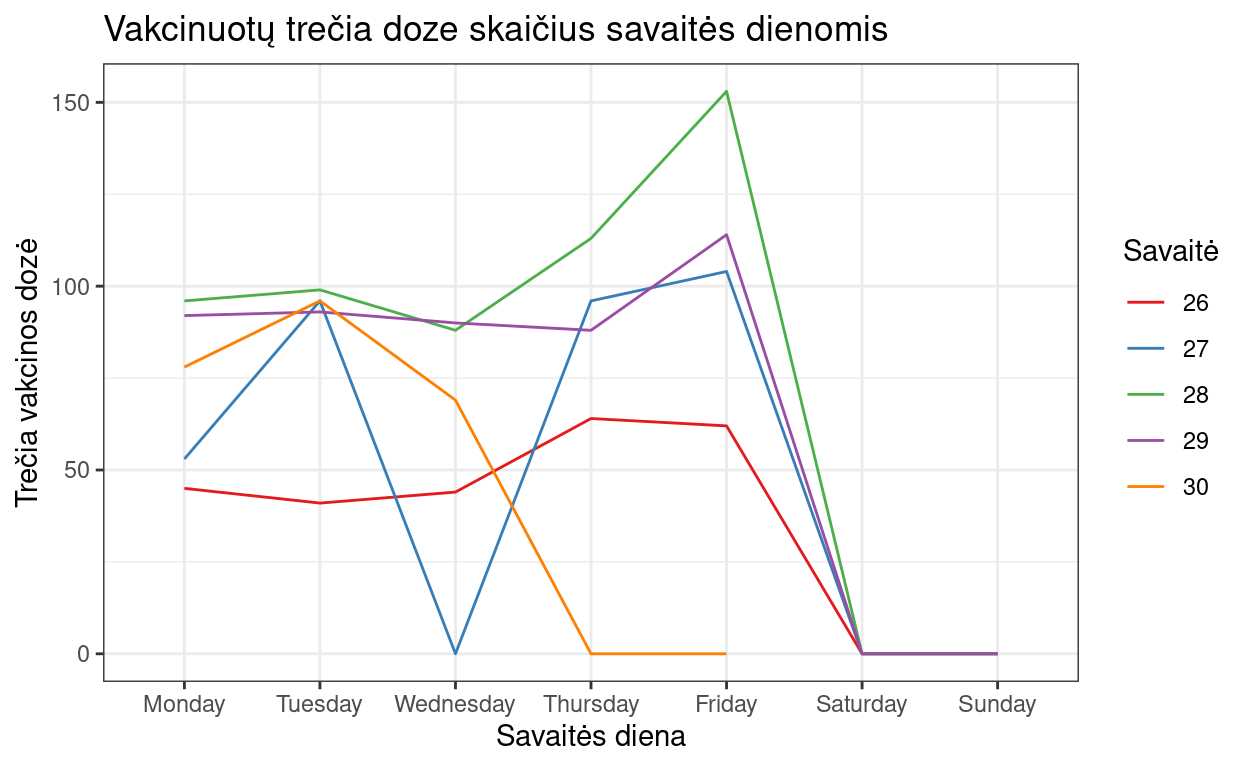 Vakcinuotų trečia doze skaičius savaitės dienomis
Trečia vakcinos dozė
150
100
50
0
Monday Tuesday Wednesday Thursday Friday Saturday Sunday
Savaitės diena
Savaitė
26
27
28
29
30